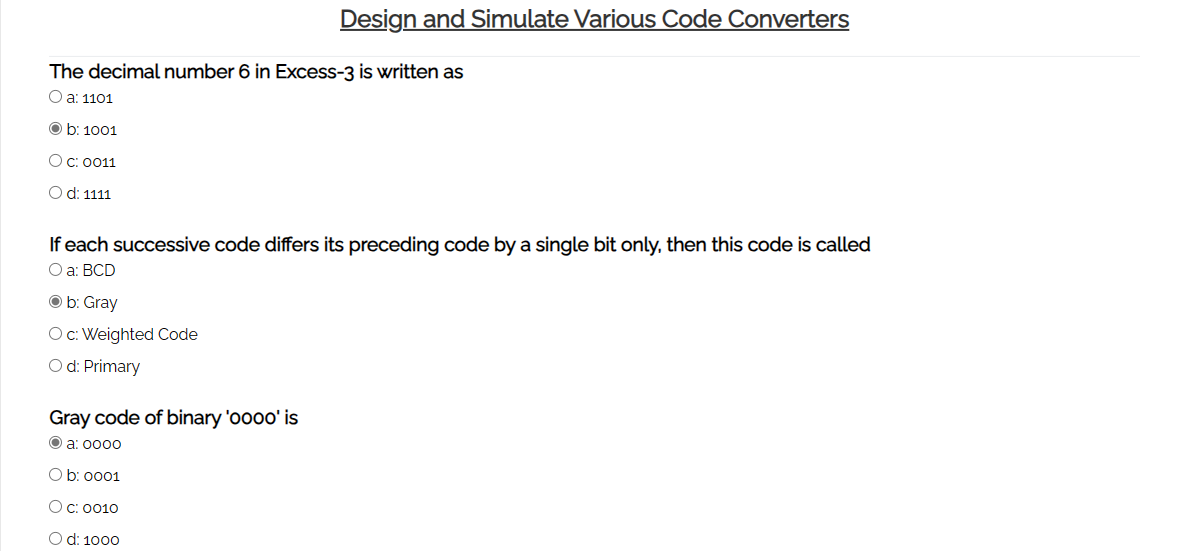 Design and Simulate Various Code Converters
The decimal number 6 in Excess-3 is written as
a: 1101
b: 1001
c: 0011
d: 1111
If each successive code differs its preceding code by a single bit only, then this code is called
a: BCD
b: Gray
c: Weighted Code
d: Primary
Gray code of binary '0000' is
a: 0000
b: 0001
c: 0010
d: 1000